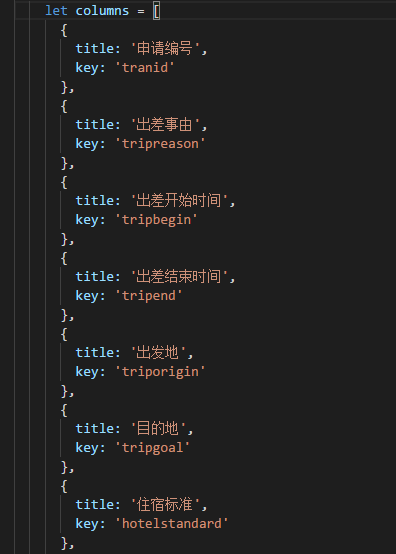 let columns = [
{
title: '申请编号',
key: 'tranid'
},
{
title: '出差事由',
key: 'tripreason'
},
{
title: '出差开始时间',
key: 'tripbegin'
},
{
title: '出差结束时间',
key: 'tripend'
},
{
title: '出发地',
key: 'triporigin'
},
{
title: '目的地',
key: 'tripgoal'
},
{
title: '住宿标准',
key: 'hotelstandard'
},